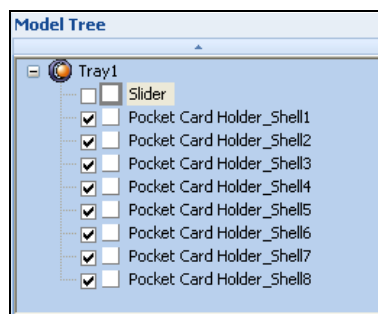 Model Tree
Tray1
Slider
Pocket Card Holder_Shell1
Pocket Card Holder_Shell2
Pocket Card Holder_Shell3
Pocket Card Holder_Shell4
Pocket Card Holder_Shell5
Pocket Card Holder_Shell6
Pocket Card Holder_Shell7
Pocket Card Holder_Shell8